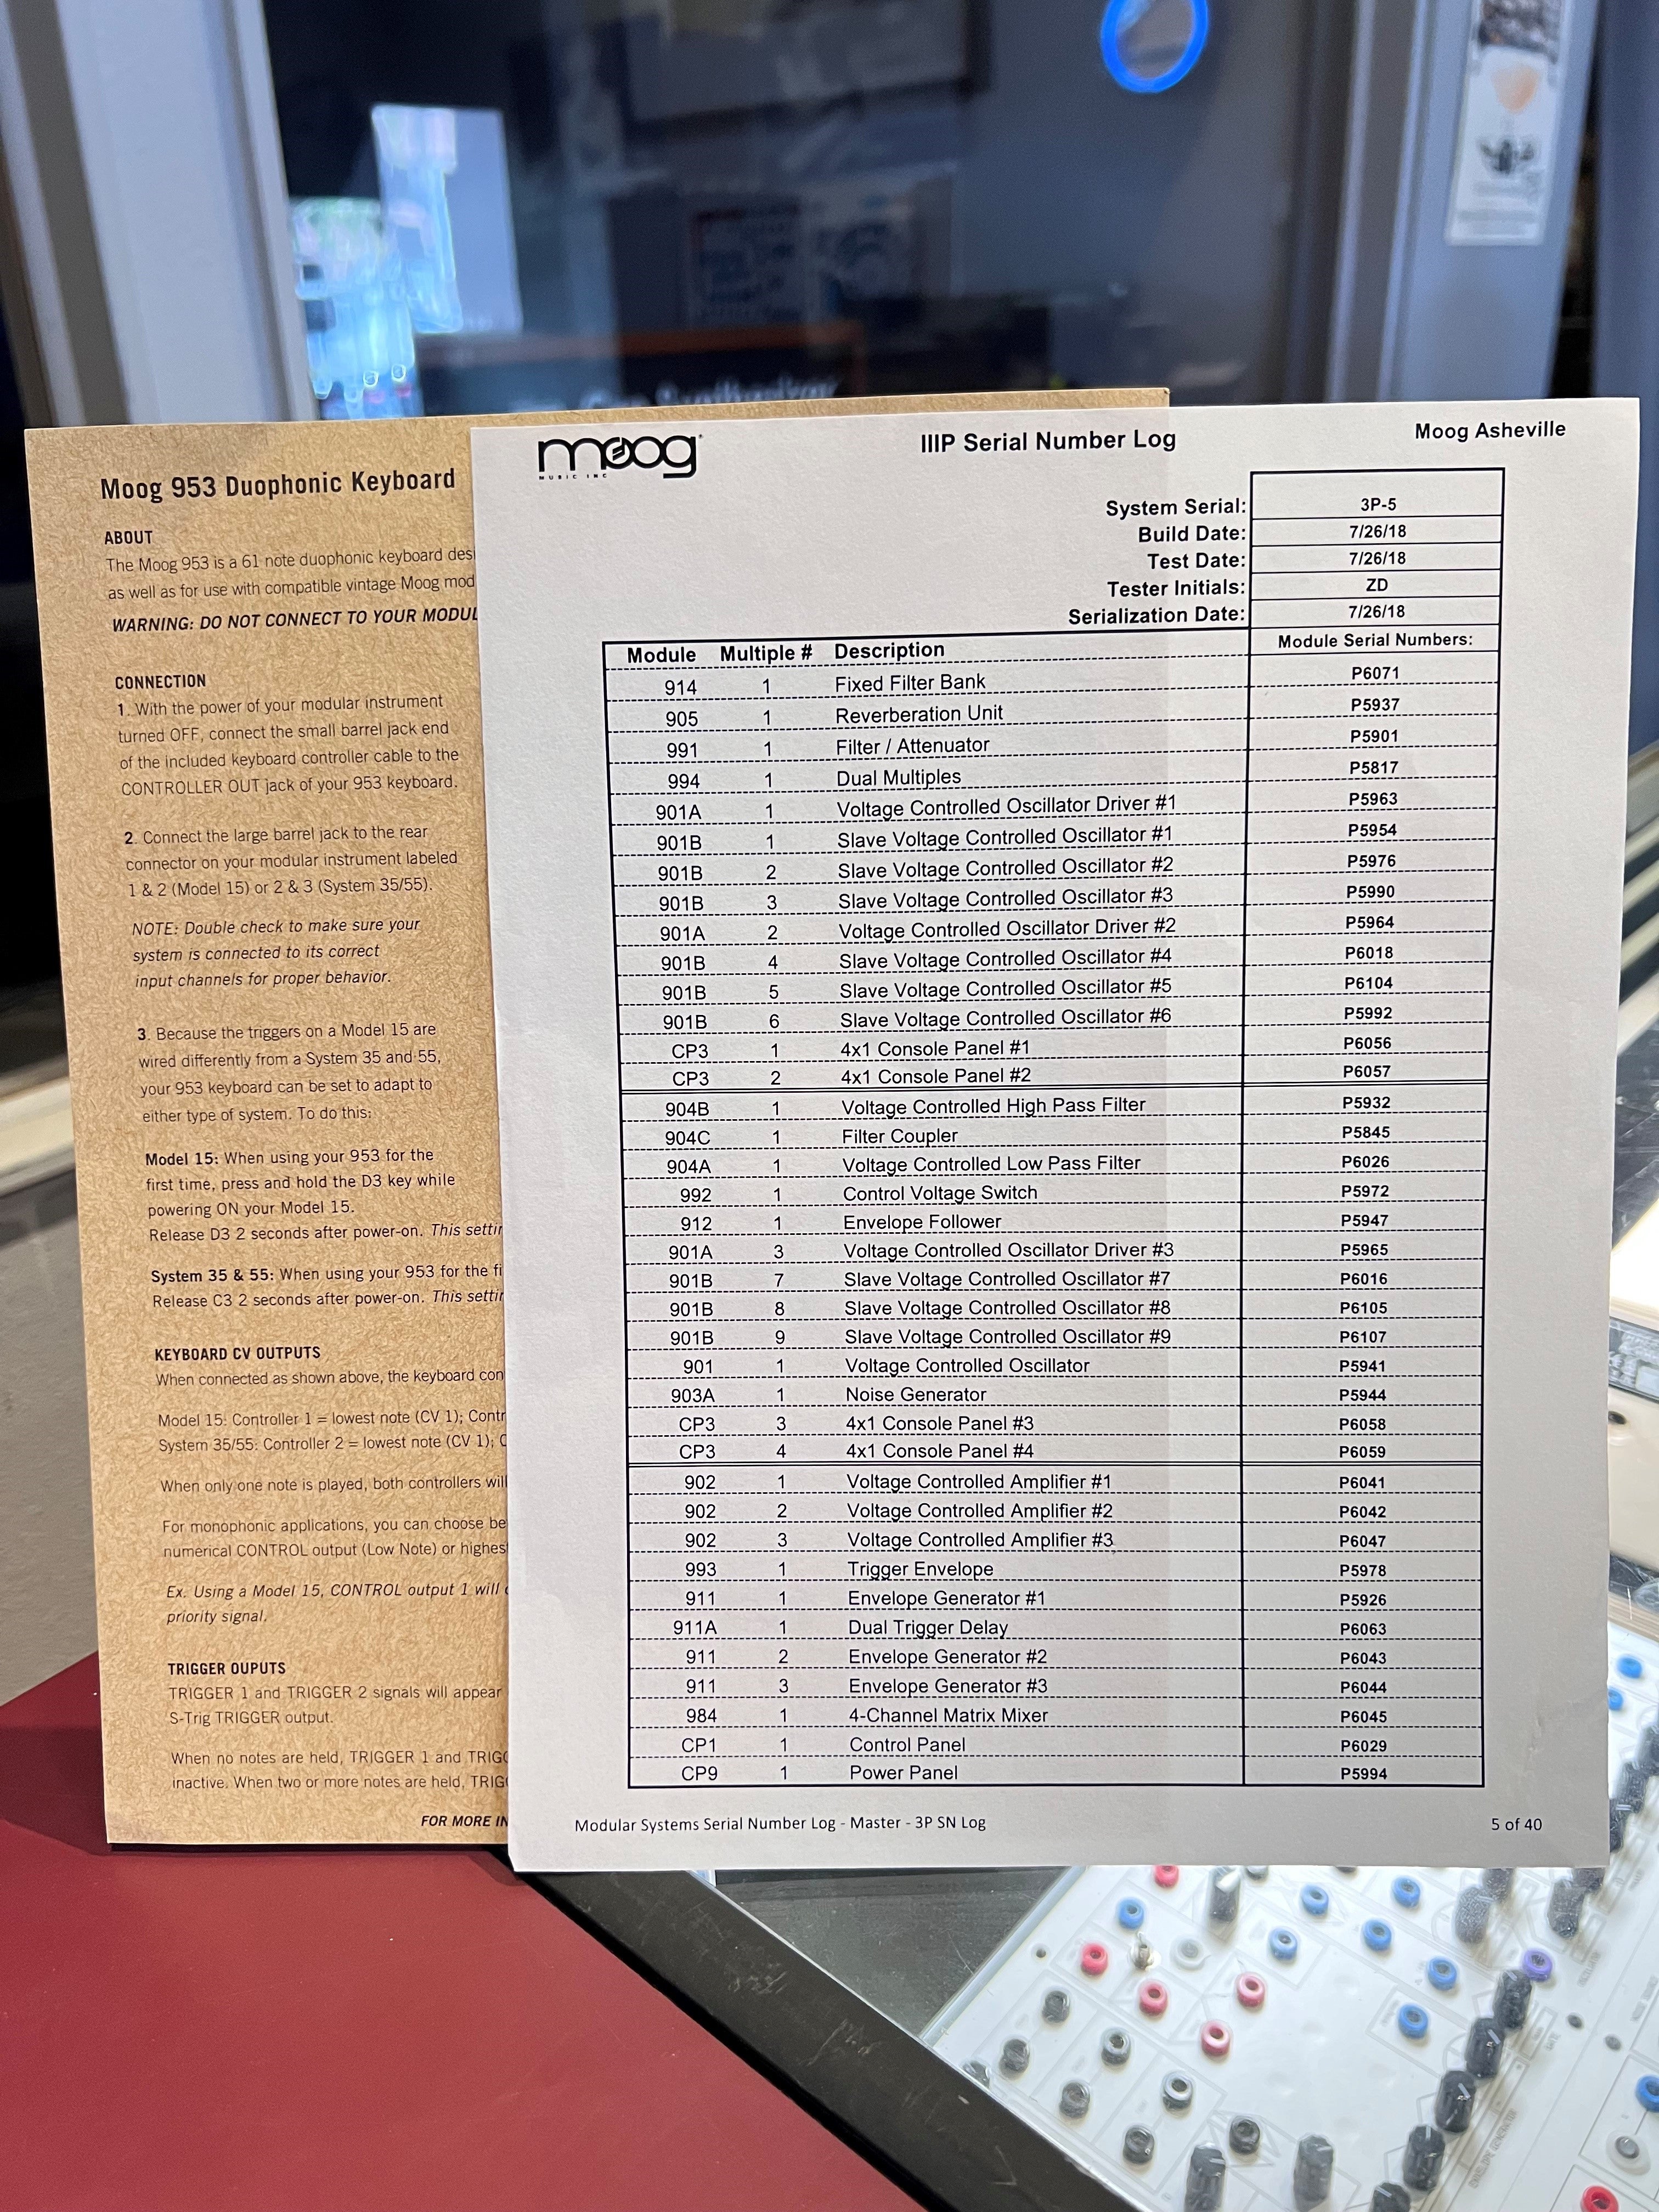 Moog 953 Duophonic Keyboard
ABOUT
The Moog 953 is a 61 note duophonic keyboard
as well as for use with compatible vintage Moog
WARNING: DO NOT CONNECT TO YOUR
CONNECTION
1. With the power of your modular instrument
turned OFF, connect the small barrel jack end
of the included keyboard controller cable to the
CONTROLLER OUT jack of your 953 keyboard.
2. Connect the large barrel jack to the rear
connector on your modular instrument labeled
1 & 2 (Model 15) or 2 & 3 (System 35/55).
NOTE: Double check to make sure your
system is connected to its correct
input channels for proper behavior.
3. Because the triggers on a Model 15 are
wired differently from a System 35 and 55,
your 953 keyboard can be set to adapt to
either type of system. To do this:
Model 15: When using your 953 for the
first time, press and hold the D3 key while
powering ON your Model 15.
Release D3 2 seconds after power-on. This
System 35 & 55: When using your 953 for the
Release C3 2 seconds after power-on. This
KEYBOARD CV OUTPUTS
When connected as shown above, the keyboard
Model 15: Controller 1 = lowest note (CV 1);
System 35/55: Controller 2 = lowest note (CV 1);
When only one note is played, both controllers
For monophonic applications, you can choose
numerical CONTROL output (Low Note) or
Ex. Using a Model 15, CONTROL output 1 will
priority signal.
TRIGGER OUPUTS
TRIGGER 1 and TRIGGER 2 signals will appear
S-Trig TRIGGER output.
When no notes are held, TRIGGER 1 and
inactive. When two or more notes are held,
FOR MORE
moog
MUSIC INC
IIIP Serial Number Log
Moog Asheville
System Serial: 3P-5
Build Date: 7/26/18
Test Date: 7/26/18
Tester Initials: ZD
Serialization Date: 7/26/18
Module Multiple # Description Module Serial Numbers:
914 1 Fixed Filter Bank P6071
905 1 Reverberation Unit P5937
991 1 Filter / Attenuator P5901
994 1 Dual Multiples P5817
901A 1 Voltage Controlled Oscillator Driver #1 P5963
901B 1 Slave Voltage Controlled Oscillator #1 P5954
901B 2 Slave Voltage Controlled Oscillator #2 P5976
901B 3 Slave Voltage Controlled Oscillator #3 P5990
901A 2 Voltage Controlled Oscillator Driver #2 P5964
901B 4 Slave Voltage Controlled Oscillator #4 P6018
901B 5 Slave Voltage Controlled Oscillator #5 P6104
901B 6 Slave Voltage Controlled Oscillator #6 P5992
CP3 1 4x1 Console Panel #1 P6056
CP3 2 4x1 Console Panel #2 P6057
904B 1 Voltage Controlled High Pass Filter P5932
904C 1 Filter Coupler P5845
904A 1 Voltage Controlled Low Pass Filter P6026
992 1 Control Voltage Switch P5972
912 1 Envelope Follower P5947
901A 3 Voltage Controlled Oscillator Driver #3 P5965
901B 7 Slave Voltage Controlled Oscillator #7 P6016
901B 8 Slave Voltage Controlled Oscillator #8 P6105
901B 9 Slave Voltage Controlled Oscillator #9 P6107
901 1 Voltage Controlled Oscillator P5941
903A 1 Noise Generator P5944
CP3 3 4x1 Console Panel #3 P6058
CP3 4 4x1 Console Panel #4 P6059
902 1 Voltage Controlled Amplifier #1 P6041
902 2 Voltage Controlled Amplifier #2 P6042
902 3 Voltage Controlled Amplifier #3 P6047
993 1 Trigger Envelope P5978
911 1 Envelope Generator #1 P5926
911A 1 Dual Trigger Delay P6063
911 2 Envelope Generator #2 P6043
911 3 Envelope Generator #3 P6044
984 1 4-Channel Matrix Mixer P6045
CP1 1 Control Panel P6029
CP9 1 Power Panel P5994
Modular Systems Serial Number Log - Master - 3P SN Log
5 of 40